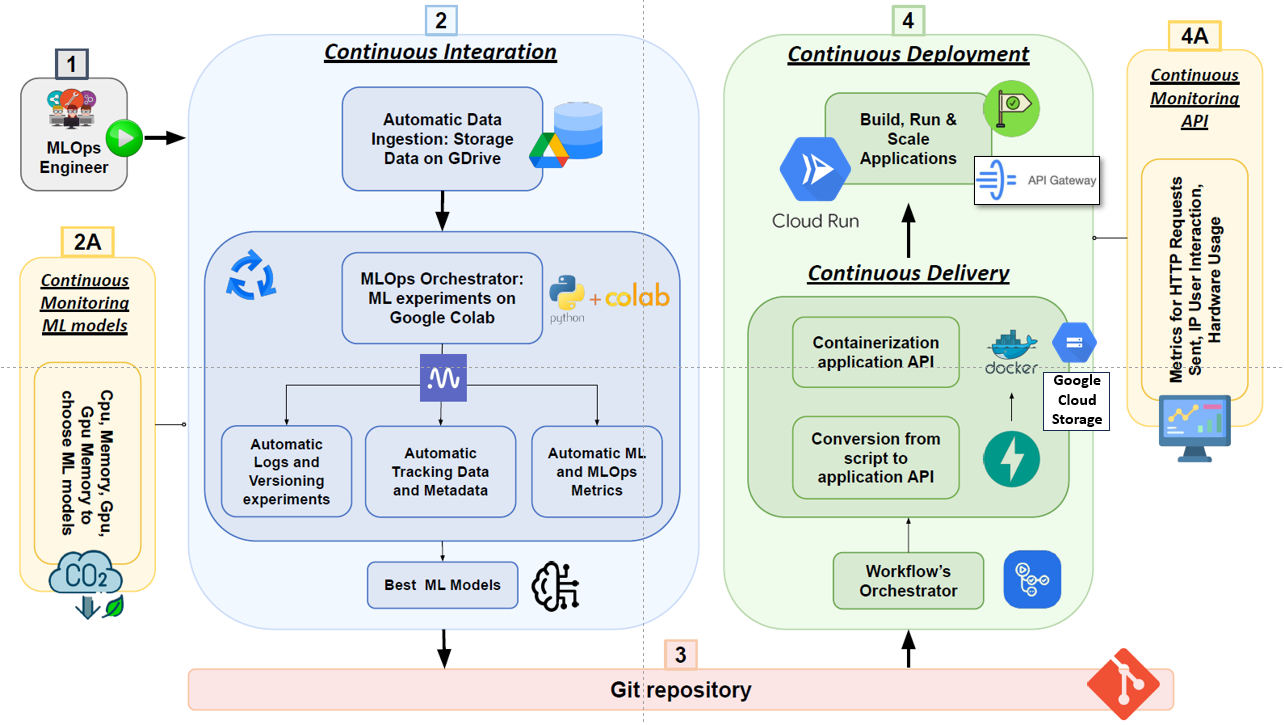 1
MLOps
Engineer
2A
Continuous
Monitoring
ML models
Cpu, Memory, Gpu,
Gpu Memory to
choose ML models
CO2
2
Continuous Integration
Automatic Data
Ingestion: Storage
Data on GDrive
MLOps Orchestrator:
ML experiments on
Google Colab
python
+ colab
Automatic
Logs and
Versioning
experiments
Automatic
Tracking Data
and Metadata
Automatic ML
and MLOps
Metrics
Best ML Models
3
Git repository
4
Continuous Deployment
Build, Run &
Scale
Applications
Cloud Run
API Gateway
Continuous Delivery
Containerization
application API
docker
Google
Cloud
Storage
Conversion from
script to
application API
Workflow's
Orchestrator
4A
Continuous
Monitoring
API
Metrics for HTTP Requests
Sent, IP User Interaction,
Hardware Usage